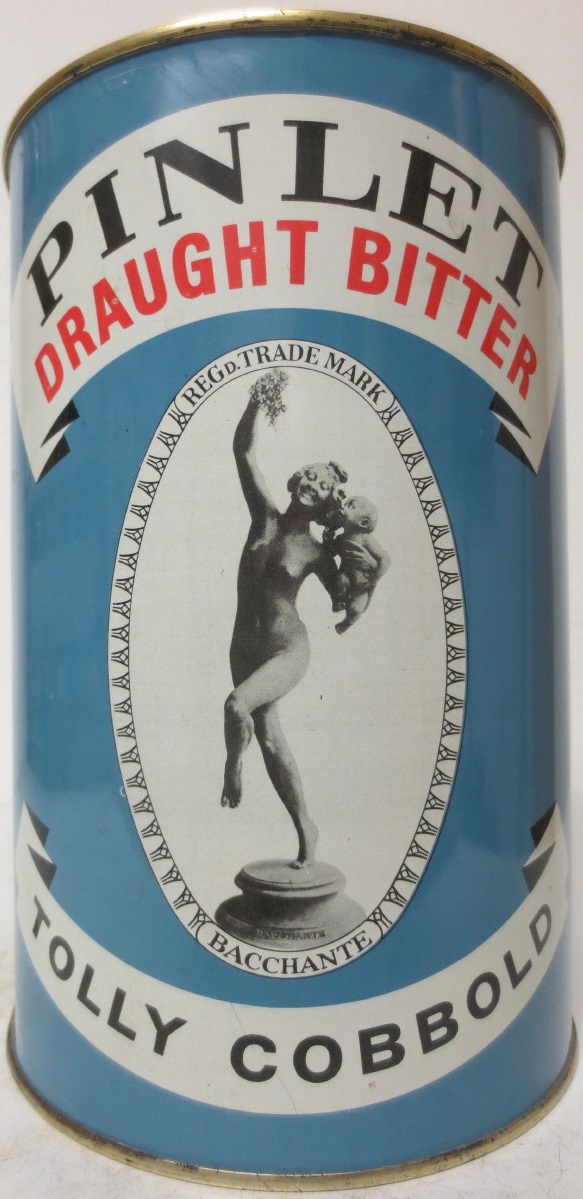 PINLET
DRAUGHT BITTER
REGD. TRADE MARK
BACCHANTE
BACCHANTE
TOLLY COBBOLD